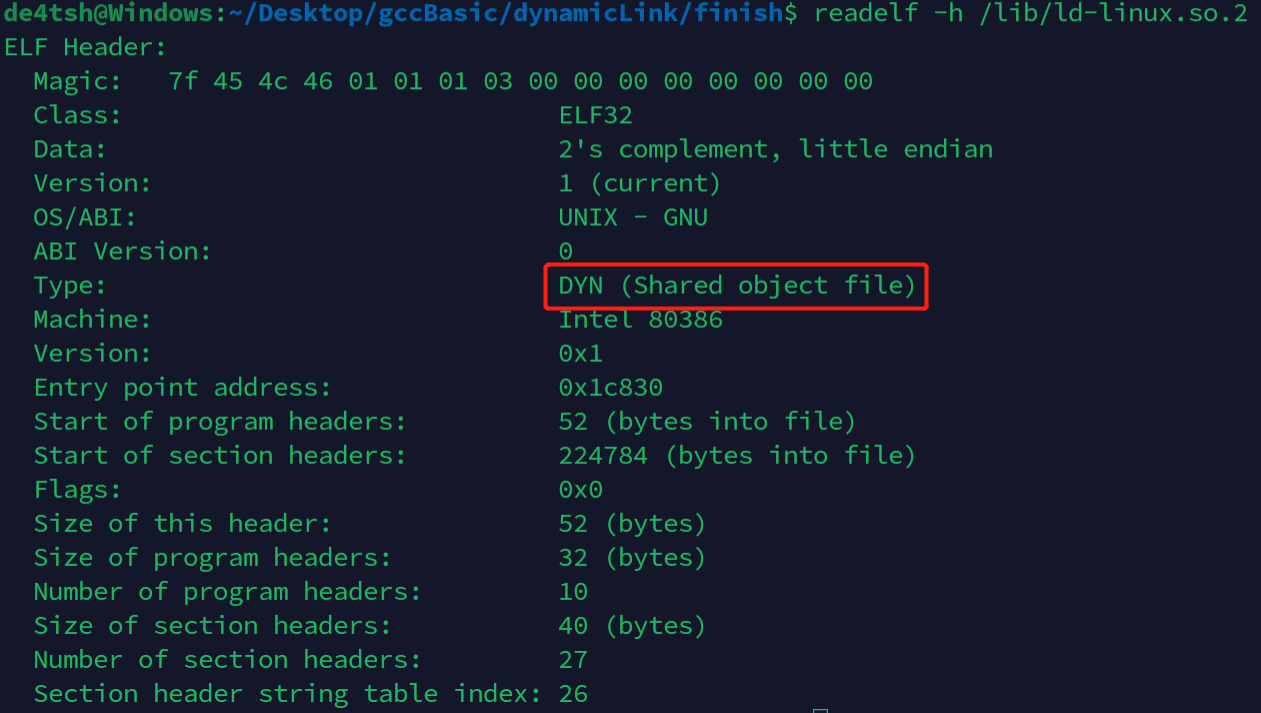 de4tsh@Windows:~/Desktop/gccBasic/dynamicLink/finish$ readelf -h /lib/ld-linux.so.2
ELF Header:
  Magic:   7f 45 4c 46 01 01 01 03 00 00 00 00 00 00 00 00
  Class:                             ELF32
  Data:                              2's complement, little endian
  Version:                           1 (current)
  OS/ABI:                            UNIX - GNU
  ABI Version:                       0
  Type:                              DYN (Shared object file)
  Machine:                           Intel 80386
  Version:                           0x1
  Entry point address:               0x1c830
  Start of program headers:          52 (bytes into file)
  Start of section headers:          224784 (bytes into file)
  Flags:                             0x0
  Size of this header:               52 (bytes)
  Size of program headers:           32 (bytes)
  Number of program headers:         10
  Size of section headers:           40 (bytes)
  Number of section headers:         27
  Section header string table index: 26